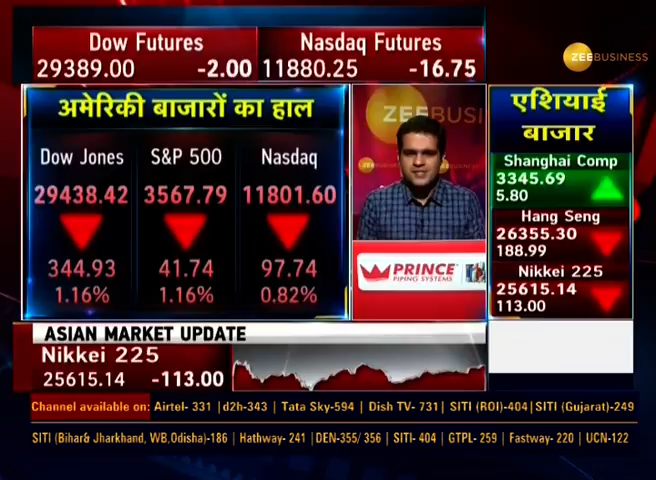 Dow Futures
29389.00 -2.00
Nasdaq Futures
11880.25 -16.75
ZEEBUSINESS
अमेरिकी बाजारों का हाल
Dow Jones S&P 500 Nasdaq
29438.42 3567.79 11801.60
344.93 41.74 97.74
1.16% 1.16% 0.82%
ZEEBUSI
PRINCE
PIPING SYSTEMS
एशियाई
बाजार
Shanghai Comp
3345.69
5.80
Hang Seng
26355.30
188.99
Nikkei 225
25615.14
113.00
ASIAN MARKET UPDATE
Nikkei 225
25615.14 -113.00
Channel available on: Airtel- 331 | d2h-343 | Tata Sky-594 | Dish TV- 731| SITI (ROI)-404| SITI (Gujarat)-249
SITI (Bihar& Jharkhand, WB,Odisha)-186 | Hathway- 241 |DEN-355/ 356 | SITI- 404 | GTPL- 259 | Fastway- 220 | UCN-122